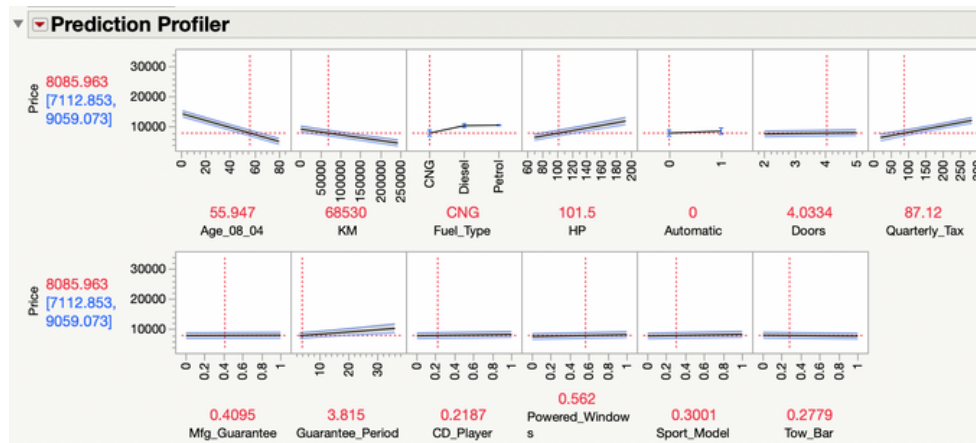 Prediction Profiler
Price
8085.963
[7112.853,
9059.073]
30000
20000
10000
0 20 40 60 80
0 50000 100000 150000 200000 250000
CNG Diesel Petrol
60 80 100 120 140 160 180 200
0 1
2 3 4 5
0 50 100 150 200 250
55.947 68530 CNG 101.5 0 4.0334 87.12
Age_08_04 KM Fuel_Type HP Automatic Doors Quarterly_Tax
Price
8085.963
[7112.853,
9059.073]
30000
20000
10000
0 0.2 0.4 0.6 0.8 1
10 20 30
0 0.2 0.4 0.6 0.8 1
0 0.2 0.4 0.6 0.8 1
0 0.2 0.4 0.6 0.8 1
0 0.2 0.4 0.6 0.8 1
0.4095 3.815 0.2187 0.562 0.3001 0.2779
Mfg_Guarantee Guarantee_Period CD_Player Powered_Window
s Sport_Model Tow_Bar